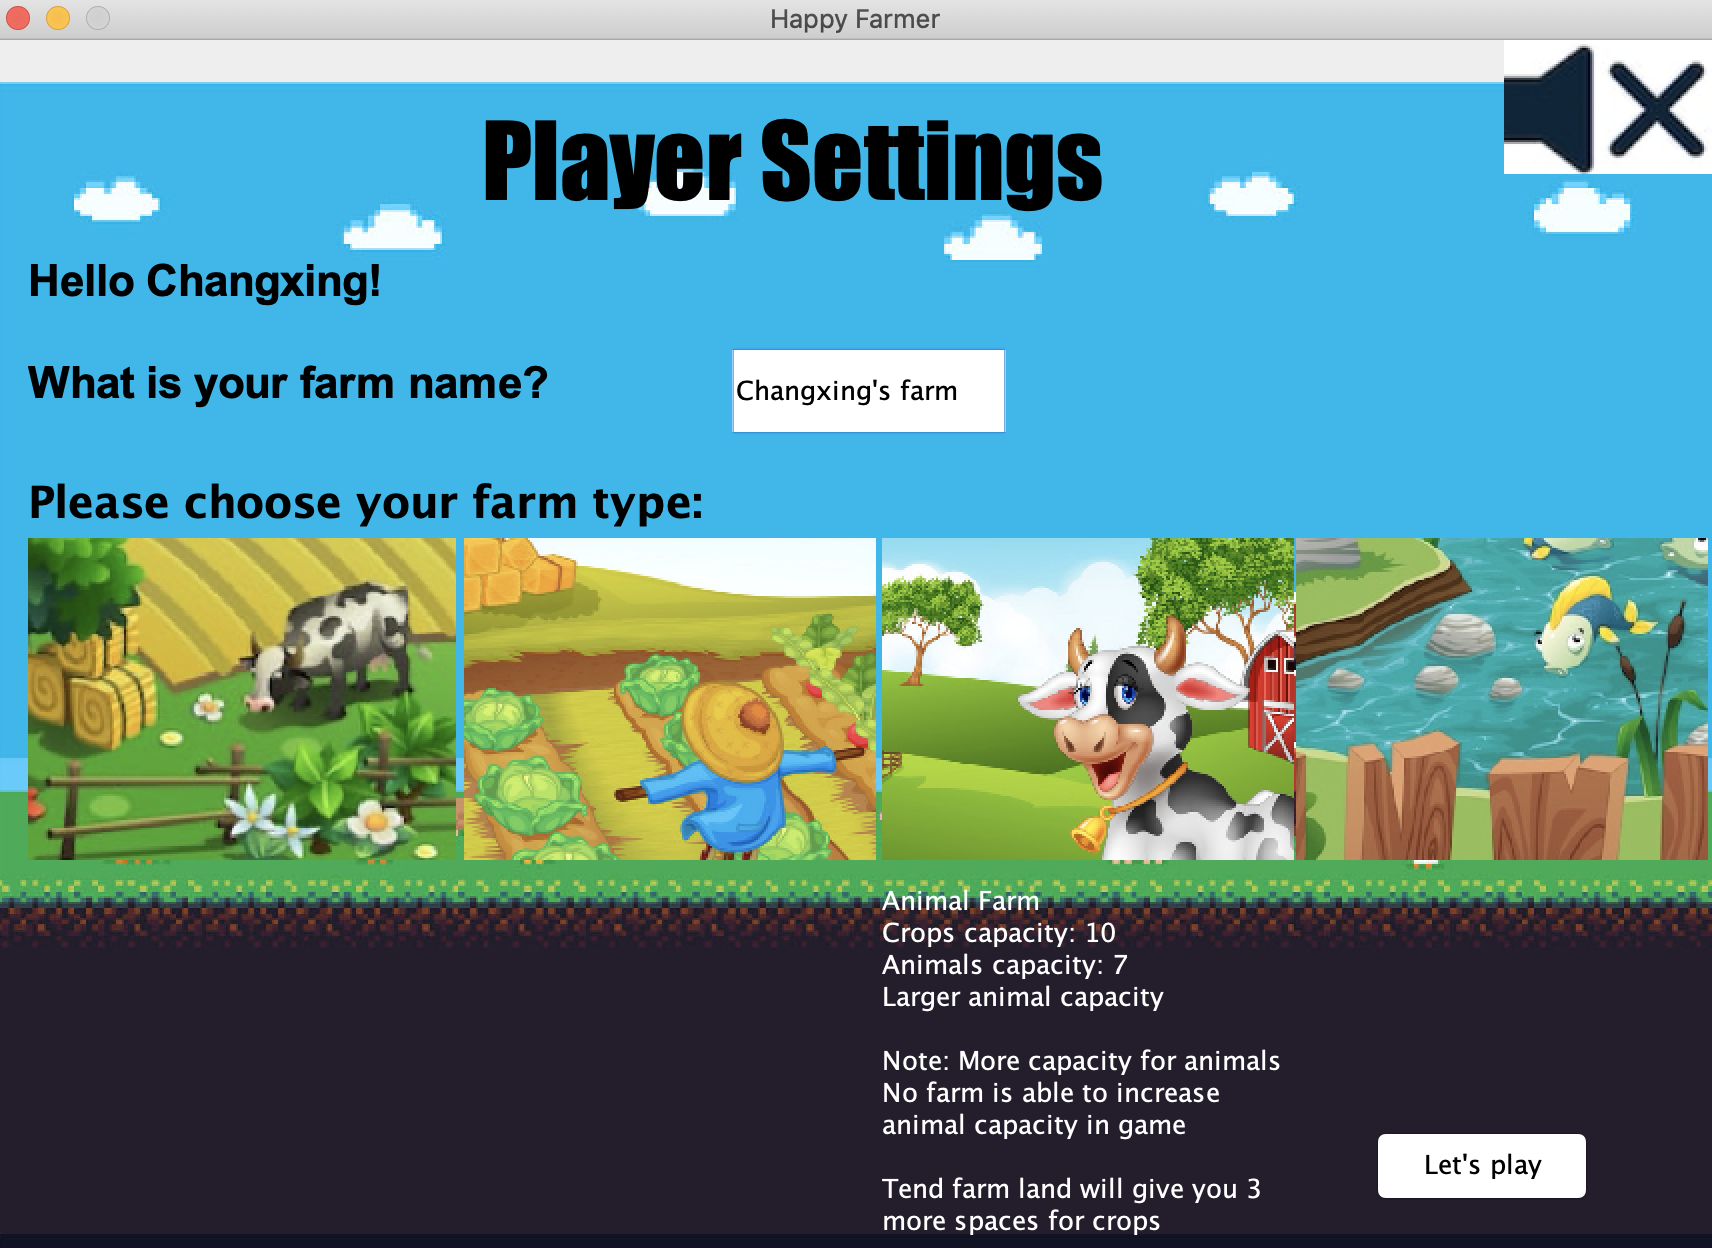 Happy Farmer
Player Settings
Hello Changxing!
What is your farm name?
Changxing's farm
Please choose your farm type:
Animal Farm
Crops capacity: 10
Animals capacity: 7
Larger animal capacity
Note: More capacity for animals
No farm is able to increase
animal capacity in game
Tend farm land will give you 3
more spaces for crops
Let's play